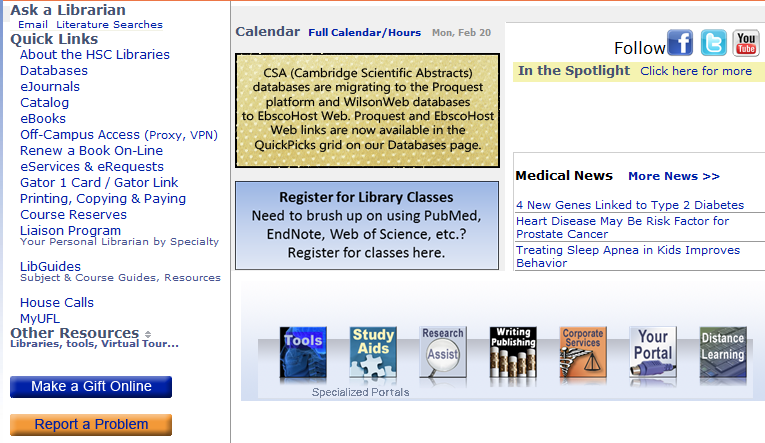 Ask a Librarian
Email Literature Searches
Quick Links
About the HSC Libraries
Databases
eJournals
Catalog
eBooks
Off-Campus Access (Proxy, VPN)
Renew a Book On-Line
eServices & eRequests
Gator 1 Card / Gator Link
Printing, Copying & Paying
Course Reserves
Liaison Program
Your Personal Librarian by Specialty
LibGuides
Subject & Course Guides, Resources
House Calls
MyUFL
Other Resources
Libraries, tools, Virtual Tour...
Make a Gift Online
Report a Problem
Calendar Full Calendar/Hours Mon, Feb 20
CSA (Cambridge Scientific Abstracts)
databases are migrating to the Proquest
platform and WilsonWeb databases
to EbscoHost Web. Proquest and EbscoHost
Web links are now available in the
QuickPicks grid on our Databases page.
Register for Library Classes
Need to brush up on using PubMed,
EndNote, Web of Science, etc.?
Register for classes here.
Follow f t You Tube
In the Spotlight Click here for more
Medical News More News >>
4 New Genes Linked to Type 2 Diabetes
Heart Disease May Be Risk Factor for
Prostate Cancer
Treating Sleep Apnea in Kids Improves
Behavior
Tools
Study
Aids
Research
Assist
Writing
Publishing
Corporate
Services
Your
Portal
Distance
Learning
Specialized Portals